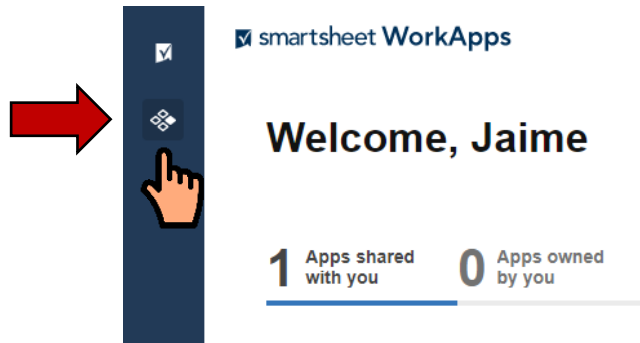 smartsheet WorkApps
Welcome, Jaime
1 Apps shared with you
0 Apps owned by you